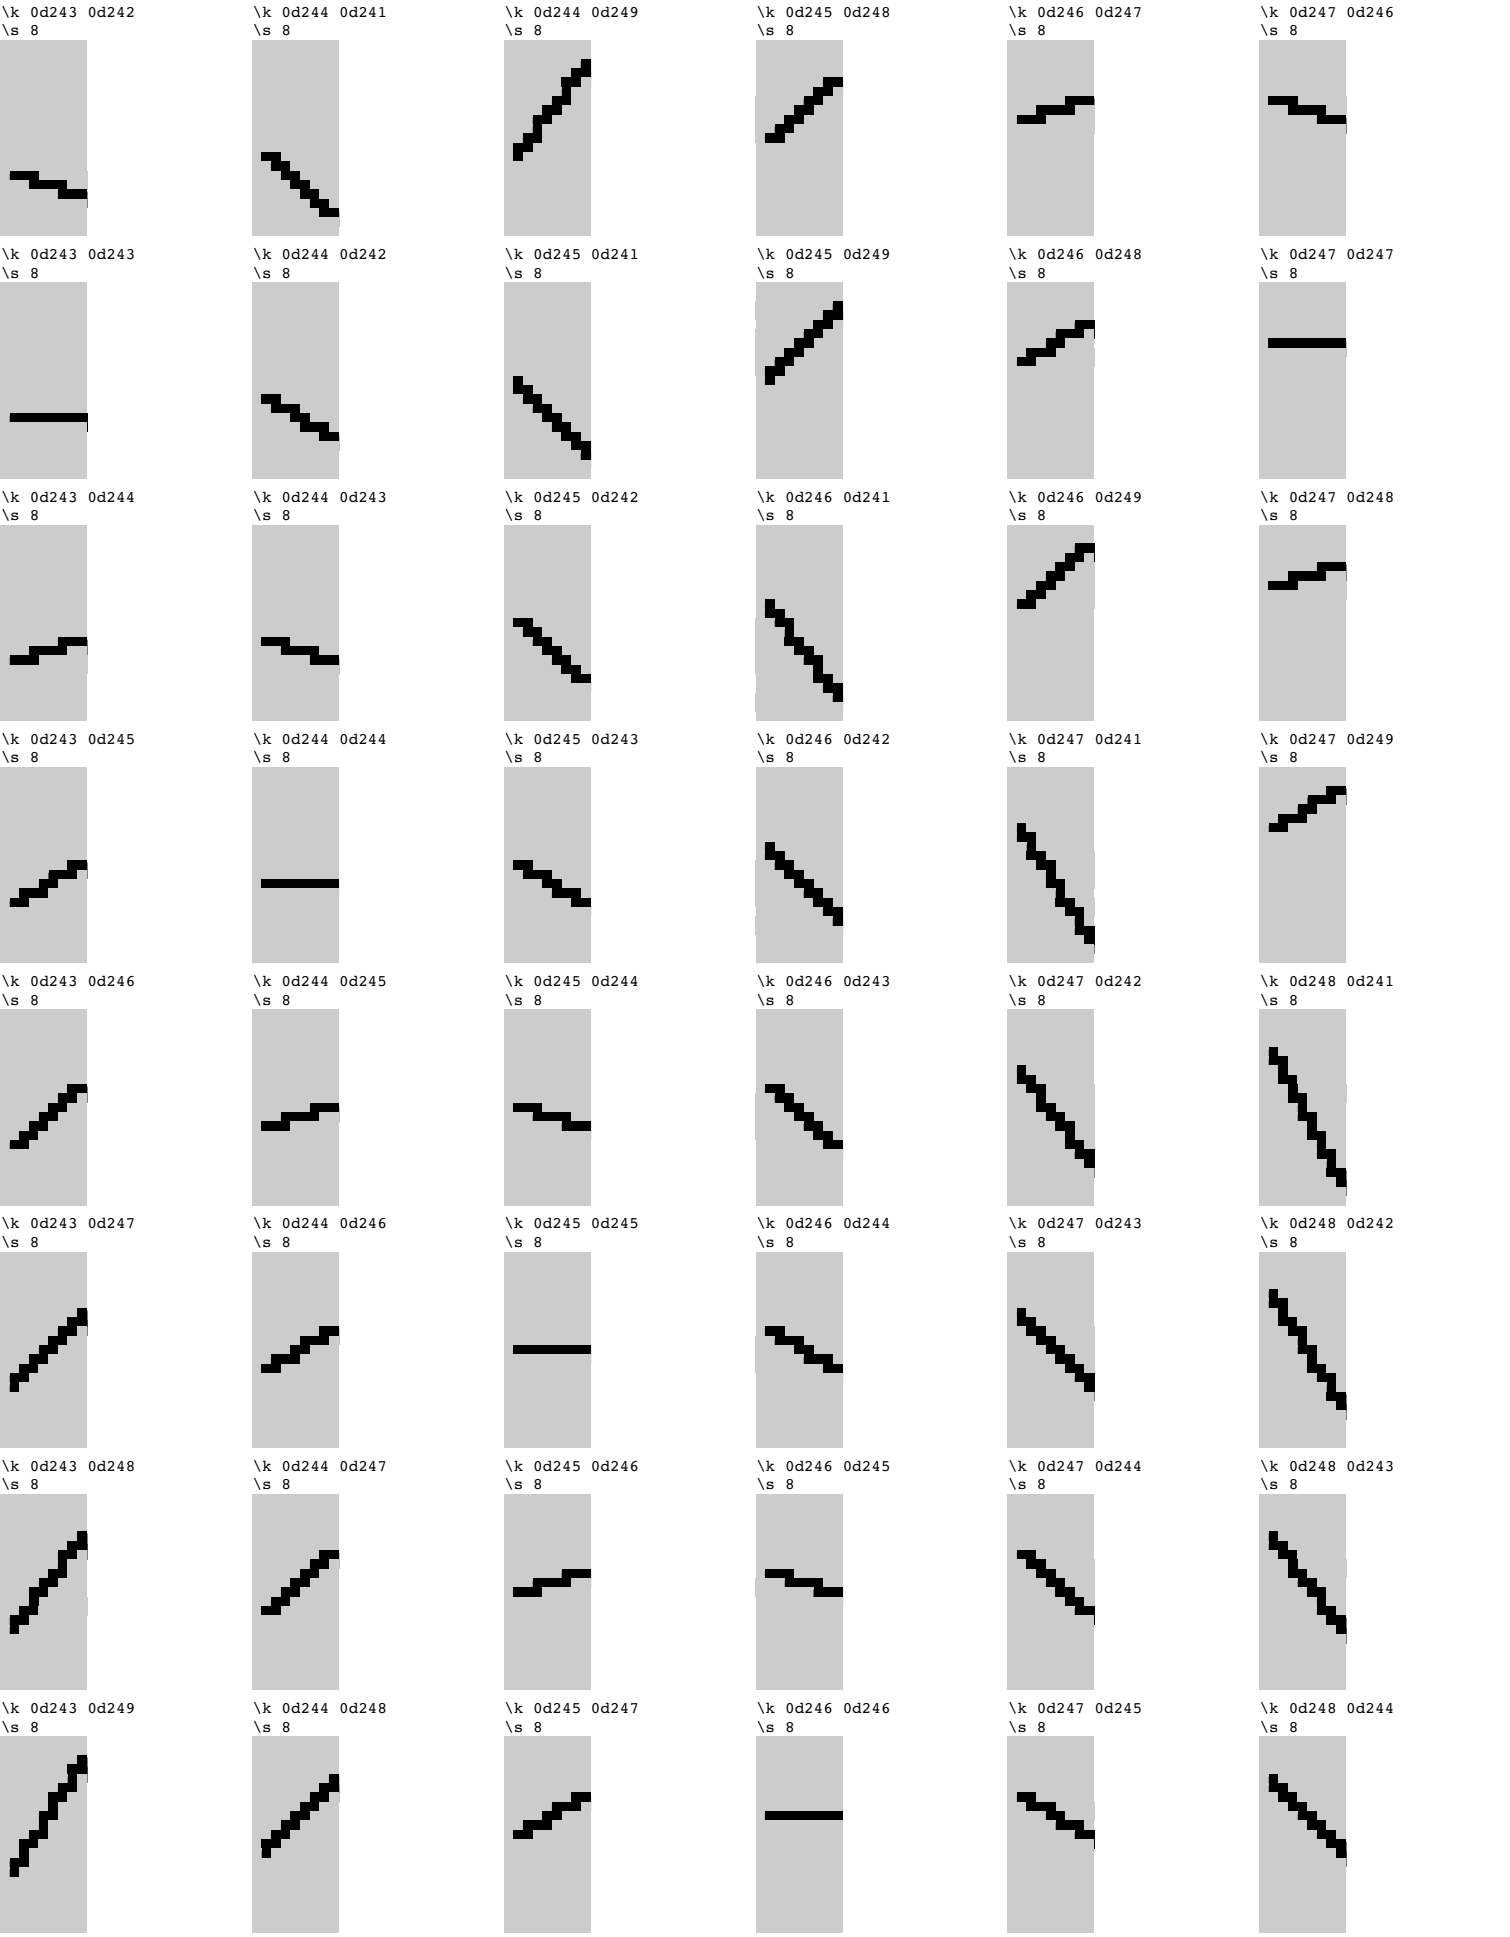 \k 0d243 0d242
\s 8
\k 0d244 0d241
\s 8
\k 0d244 0d249
\s 8
\k 0d245 0d248
\s 8
\k 0d246 0d247
\s 8
\k 0d247 0d246
\s 8
\k 0d243 0d243
\s 8
\k 0d244 0d242
\s 8
\k 0d245 0d241
\s 8
\k 0d245 0d249
\s 8
\k 0d246 0d248
\s 8
\k 0d247 0d247
\s 8
\k 0d243 0d244
\s 8
\k 0d244 0d243
\s 8
\k 0d245 0d242
\s 8
\k 0d246 0d241
\s 8
\k 0d246 0d249
\s 8
\k 0d247 0d248
\s 8
\k 0d243 0d245
\s 8
\k 0d244 0d244
\s 8
\k 0d245 0d243
\s 8
\k 0d246 0d242
\s 8
\k 0d247 0d241
\s 8
\k 0d247 0d249
\s 8
\k 0d243 0d246
\s 8
\k 0d244 0d245
\s 8
\k 0d245 0d244
\s 8
\k 0d246 0d243
\s 8
\k 0d247 0d242
\s 8
\k 0d248 0d241
\s 8
\k 0d243 0d247
\s 8
\k 0d244 0d246
\s 8
\k 0d245 0d245
\s 8
\k 0d246 0d244
\s 8
\k 0d247 0d243
\s 8
\k 0d248 0d242
\s 8
\k 0d243 0d248
\s 8
\k 0d244 0d247
\s 8
\k 0d245 0d246
\s 8
\k 0d246 0d245
\s 8
\k 0d247 0d244
\s 8
\k 0d248 0d243
\s 8
\k 0d243 0d249
\s 8
\k 0d244 0d248
\s 8
\k 0d245 0d247
\s 8
\k 0d246 0d246
\s 8
\k 0d247 0d245
\s 8
\k 0d248 0d244
\s 8